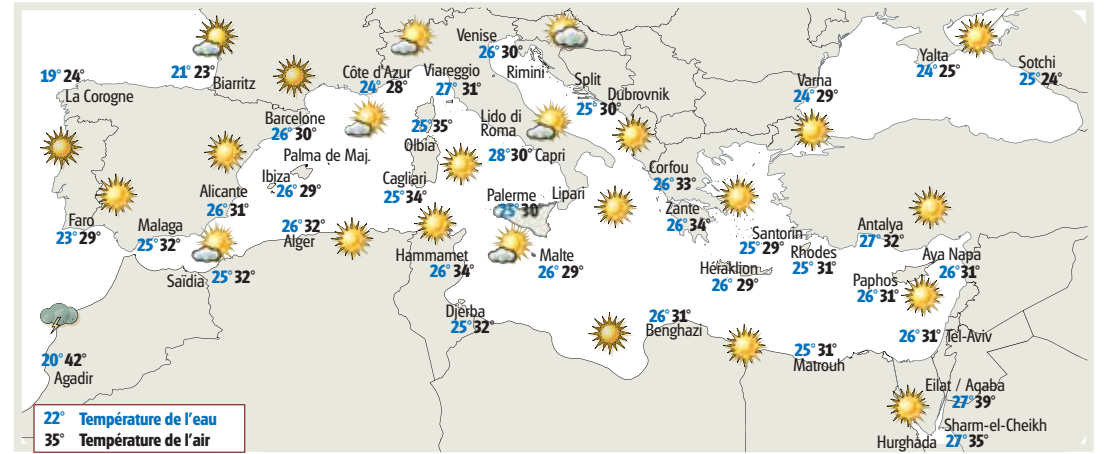 19° 24°
La Corogne
21° 23°
Biarritz
Côte d'Azur
24° 28°
Viareggio
27° 31°
Venise
26° 30°
Rimini
Split
25° 30°
Dubrovnik
Varna
24° 29°
Yalta
24° 25°
Sotchi
25° 24°
Barcelone
26° 30°
25° 35°
Olbia
Lido di
Roma
28° 30° Capri
Palma de Maj.
Ibiza
26° 29°
Cagliari
25° 34°
Corfou
26° 33°
Alicante
26° 31°
Palerme
25° 30°
Lipari
Zante
26° 34°
Faro
23° 29°
Malaga
25° 32°
26° 32°
Alger
Santorin
25° 29°
Rhodes
25° 31°
Antalya
27° 32°
Hammamet
26° 34°
Malte
26° 29°
Héraklion
26° 29°
Aya Napa
26° 31°
Paphos
26° 31°
Saïdia 25° 32°
Djerba
25° 32°
26° 31°
Benghazi
25° 31°
Matrouh
26° 31° Tel-Aviv
20° 42°
Agadir
Eilat / Aqaba
27° 39°
Sharm-el-Cheikh
27° 35°
Hurghada
22° Température de l'eau
35° Température de l'air